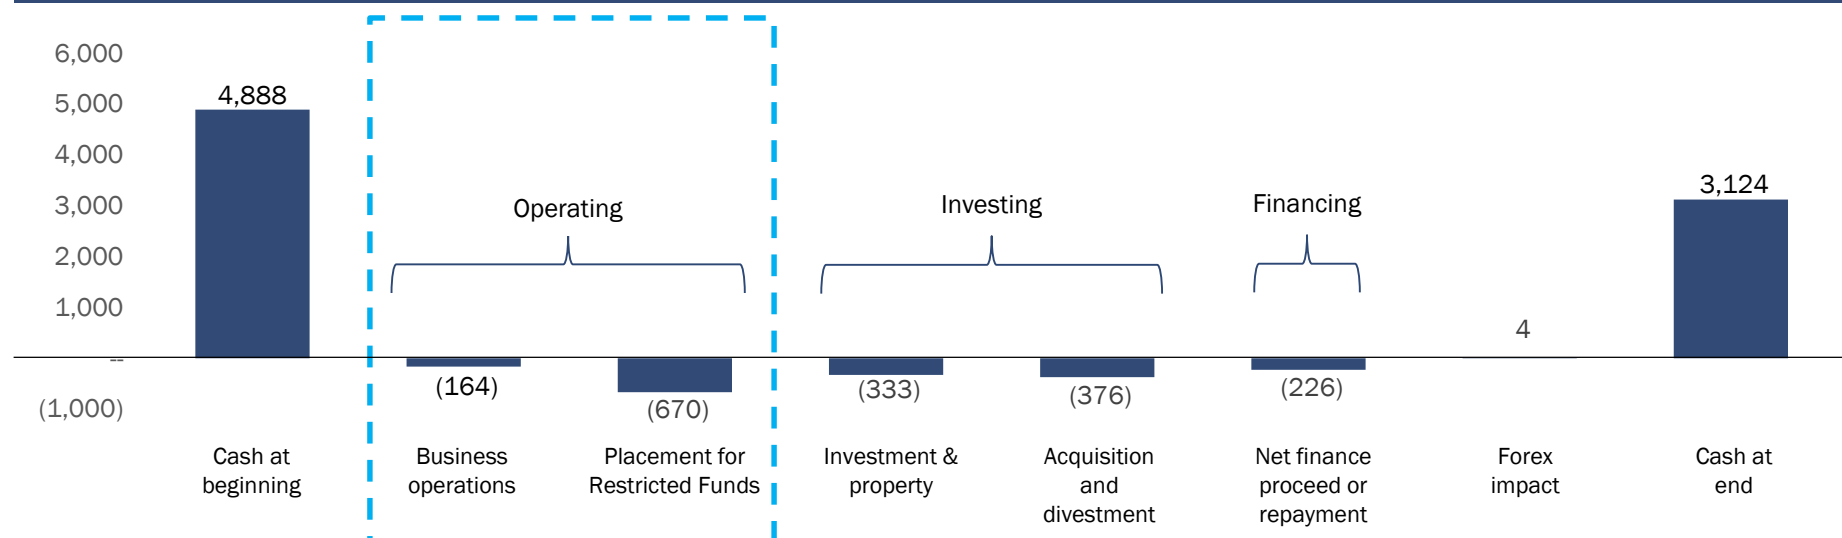 6,000
5,000
4,000
3,000
2,000
1,000
--
(1,000)
4,888
(164)
(670)
(333)
(376)
(226)
4
3,124
Operating
Investing
Financing
Cash at
beginning
Business
operations
Placement for
Restricted Funds
Investment &
property
Acquisition
and
divestment
Net finance
proceed or
repayment
Forex
impact
Cash at
end